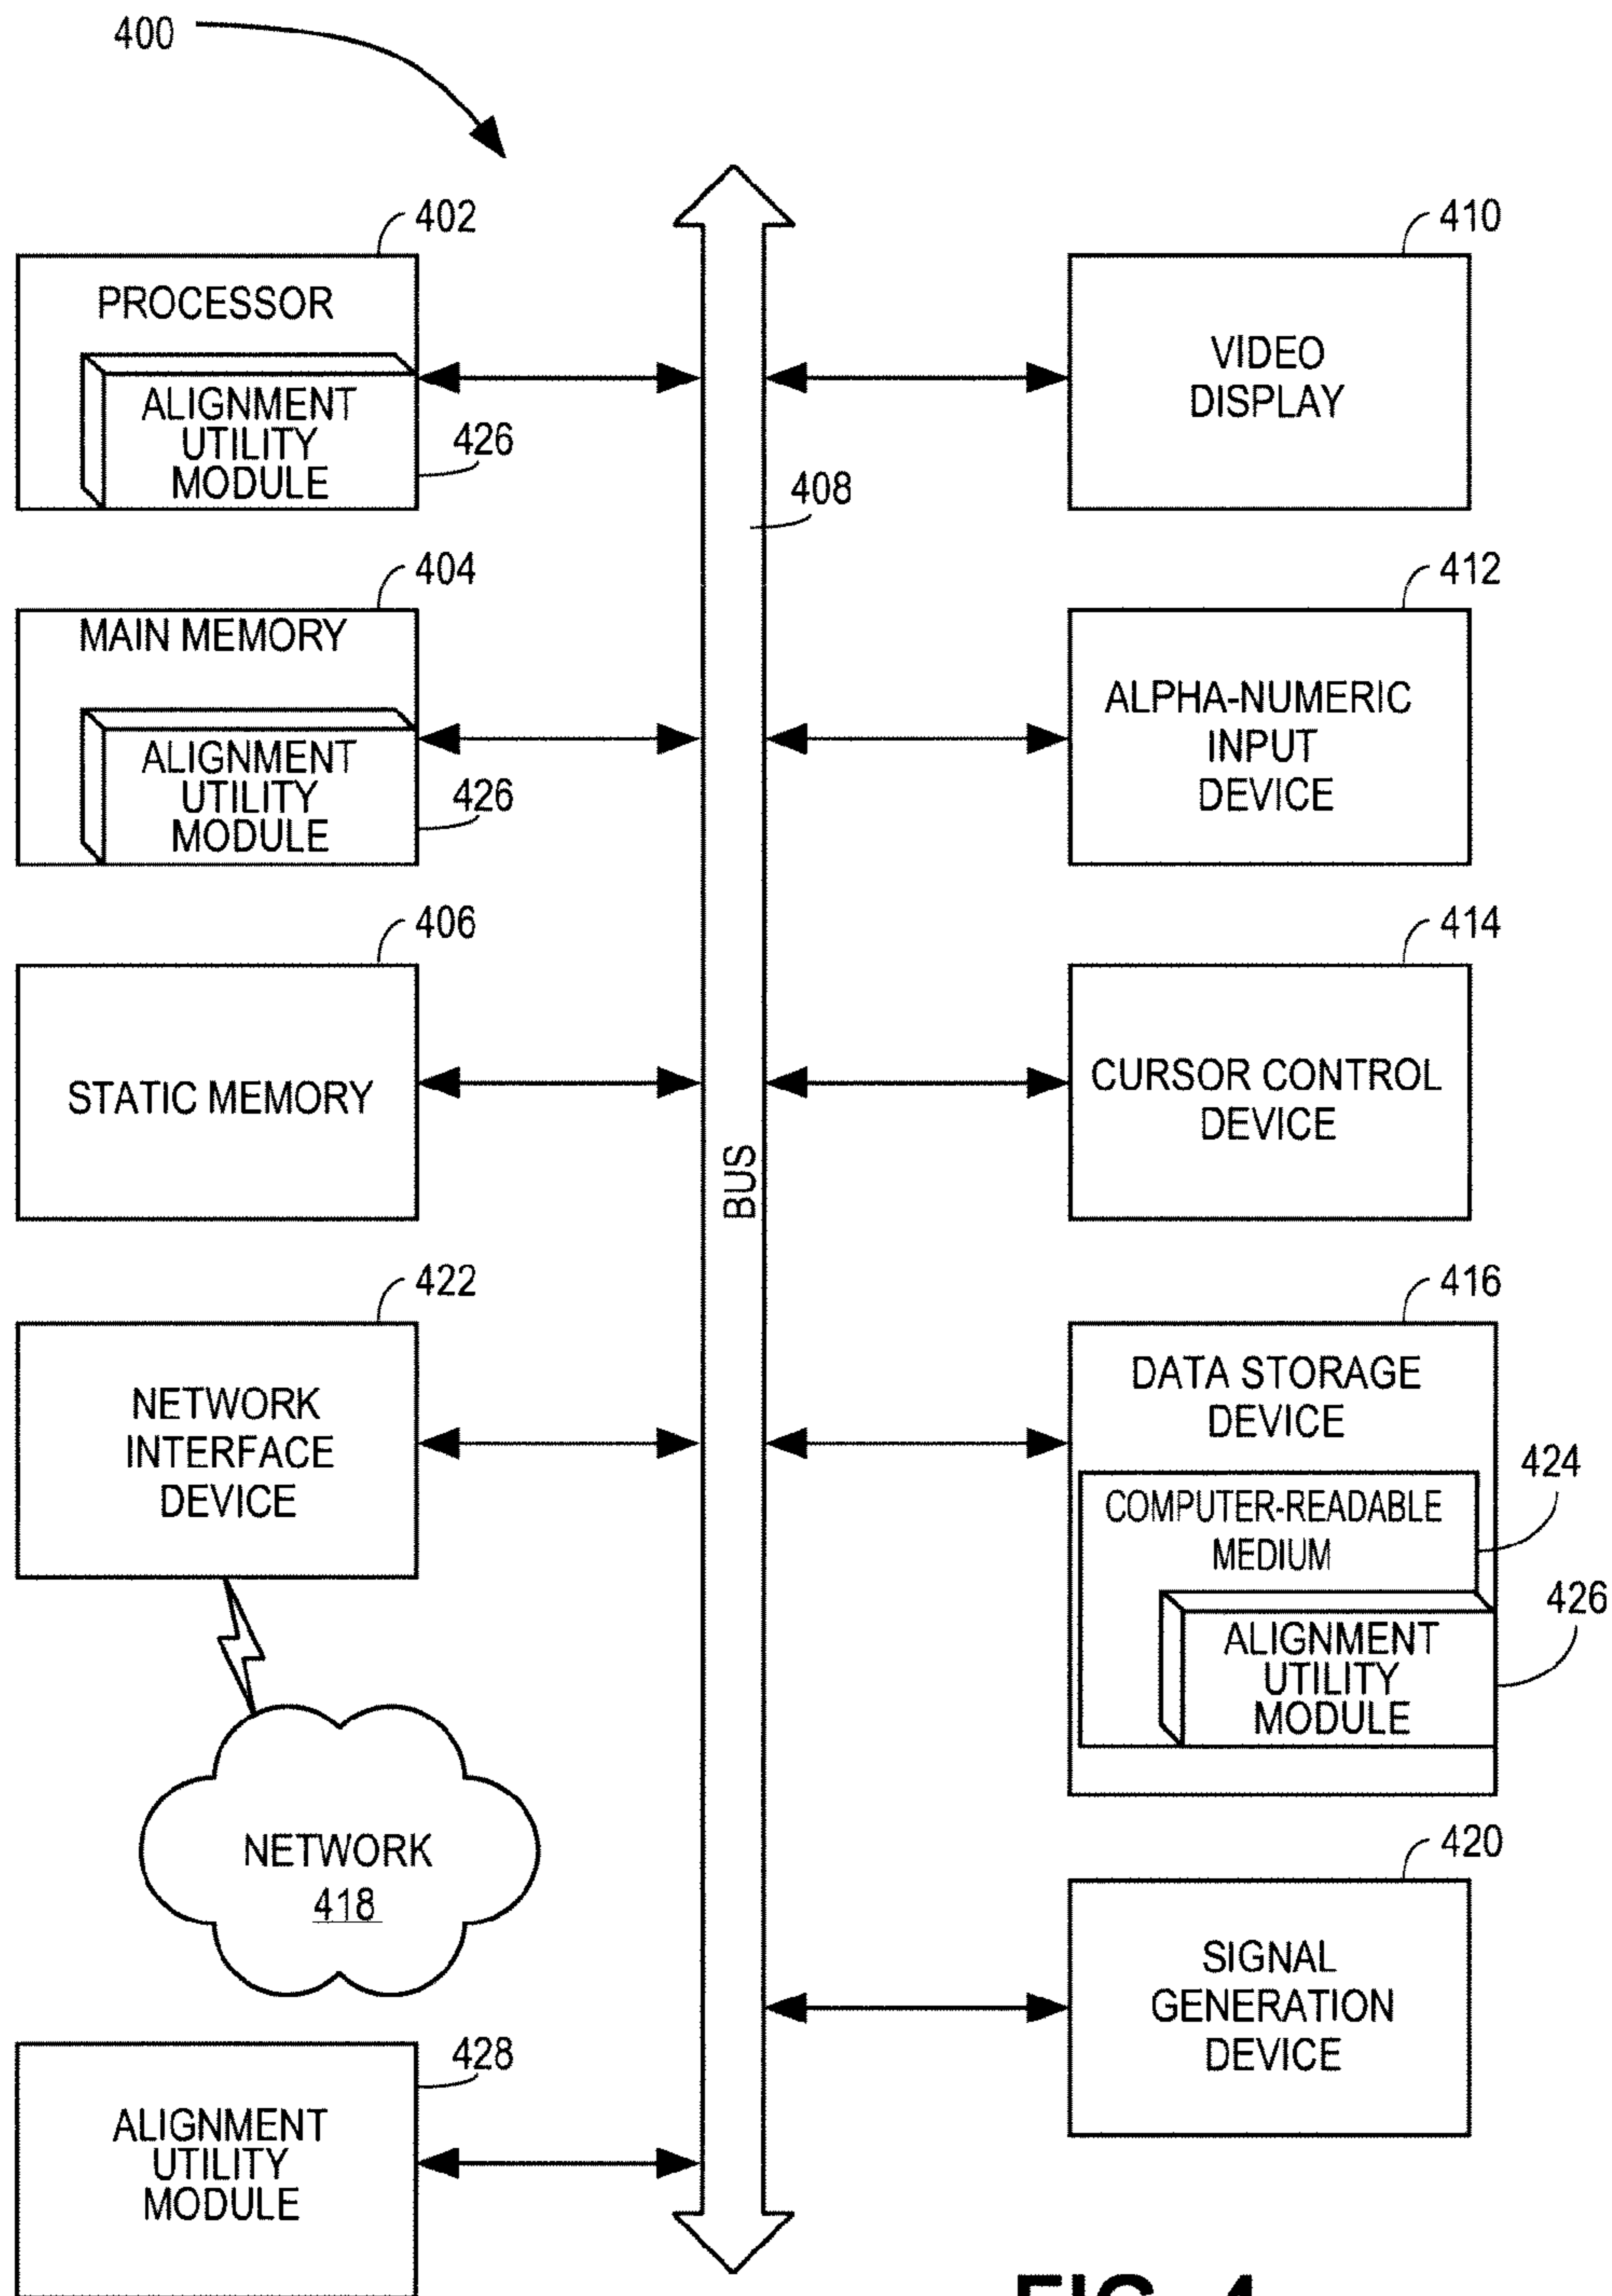 400
402
PROCESSOR
ALIGNMENT
UTILITY
MODULE
426
404
MAIN MEMORY
ALIGNMENT
UTILITY
MODULE
426
406
STATIC MEMORY
422
NETWORK
INTERFACE
DEVICE
NETWORK
418
428
ALIGNMENT
UTILITY
MODULE
408
BUS
410
VIDEO
DISPLAY
412
ALPHA-NUMERIC
INPUT
DEVICE
414
CURSOR CONTROL
DEVICE
416
DATA STORAGE
DEVICE
424
COMPUTER-READABLE
MEDIUM
426
ALIGNMENT
UTILITY
MODULE
420
SIGNAL
GENERATION
DEVICE
FIG. 4